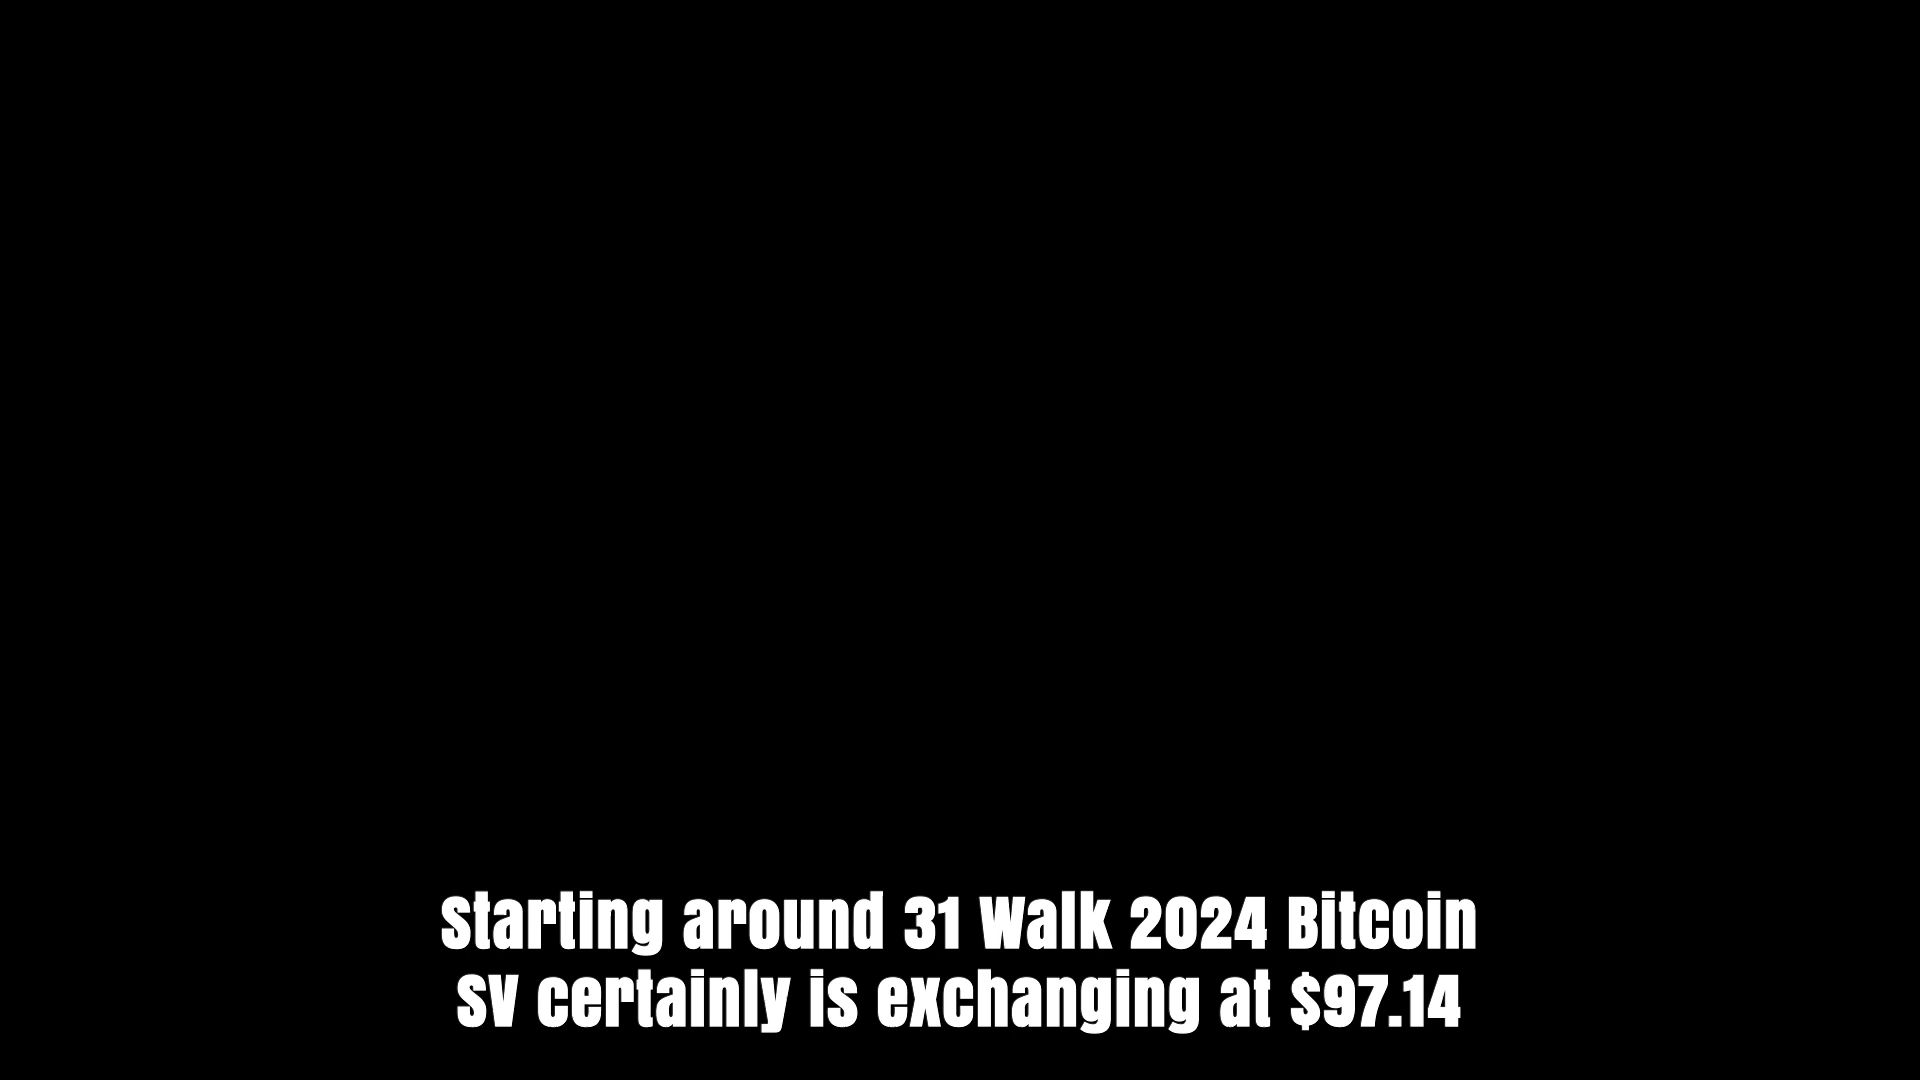 Starting around 31 Walk 2024 Bitcoin
SV certainly is exchanging at $97.14